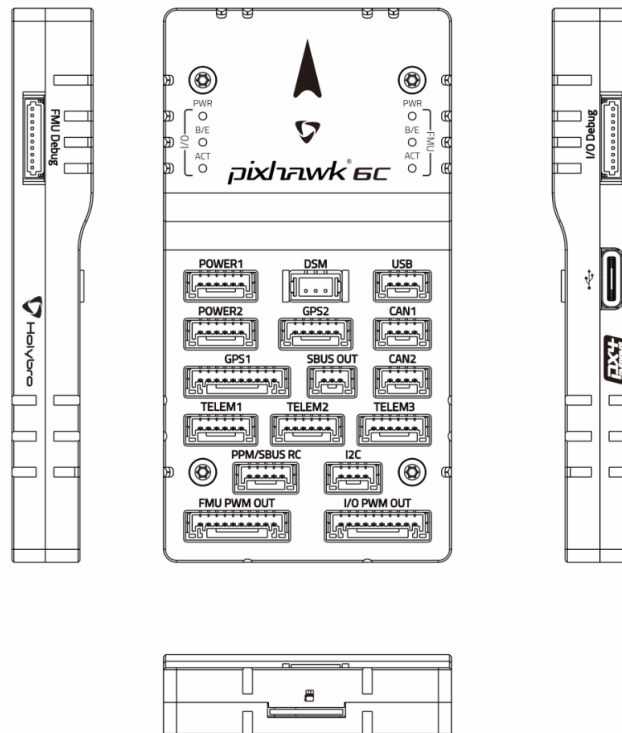 FMU Debug
Holybro
PWR
B/E
ACT
I/O
PWR
B/E
ACT
FMU
pixhawk® 6C
POWER1 DSM USB
POWER2 GPS2 CAN1
GPS1 SBUS OUT CAN2
TELEM1 TELEM2 TELEM3
PPM/SBUS RC I2C
FMU PWM OUT I/O PWM OUT
I/O Debug
PX4